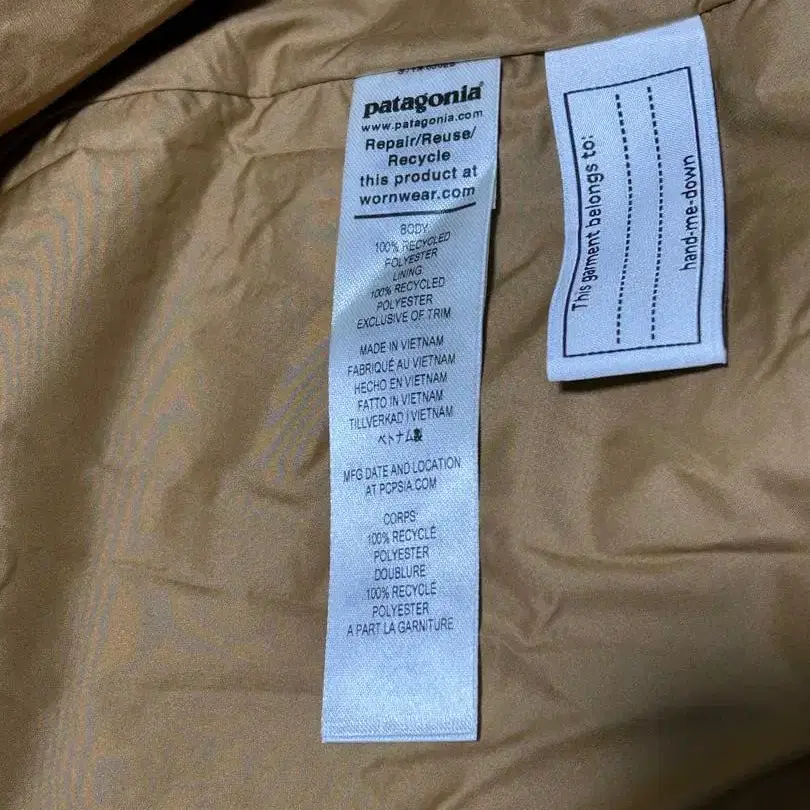 patagonia®
www.patagonia.com
Repair/Reuse/
Recycle
this product at
wornwear.com
BODY
100% RECYCLED
POLYESTER
LINING
100% RECYCLED
POLYESTER
EXCLUSIVE OF TRIM
MADE IN VIETNAM
FABRIQUÉ AU VIETNAM
HECHO EN VIETNAM
FATTO IN VIETNAM
TILLVERKAD I VIETNAM
ベトナム製
MFG DATE AND LOCATION
AT PCPSIA.COM
CORPS:
100% RECYCLÉ
POLYESTER
DOUBLURE
100% RECYCLÉ
POLYESTER
A PART LA GARNITURE
This garment belongs to:
hand-me-down